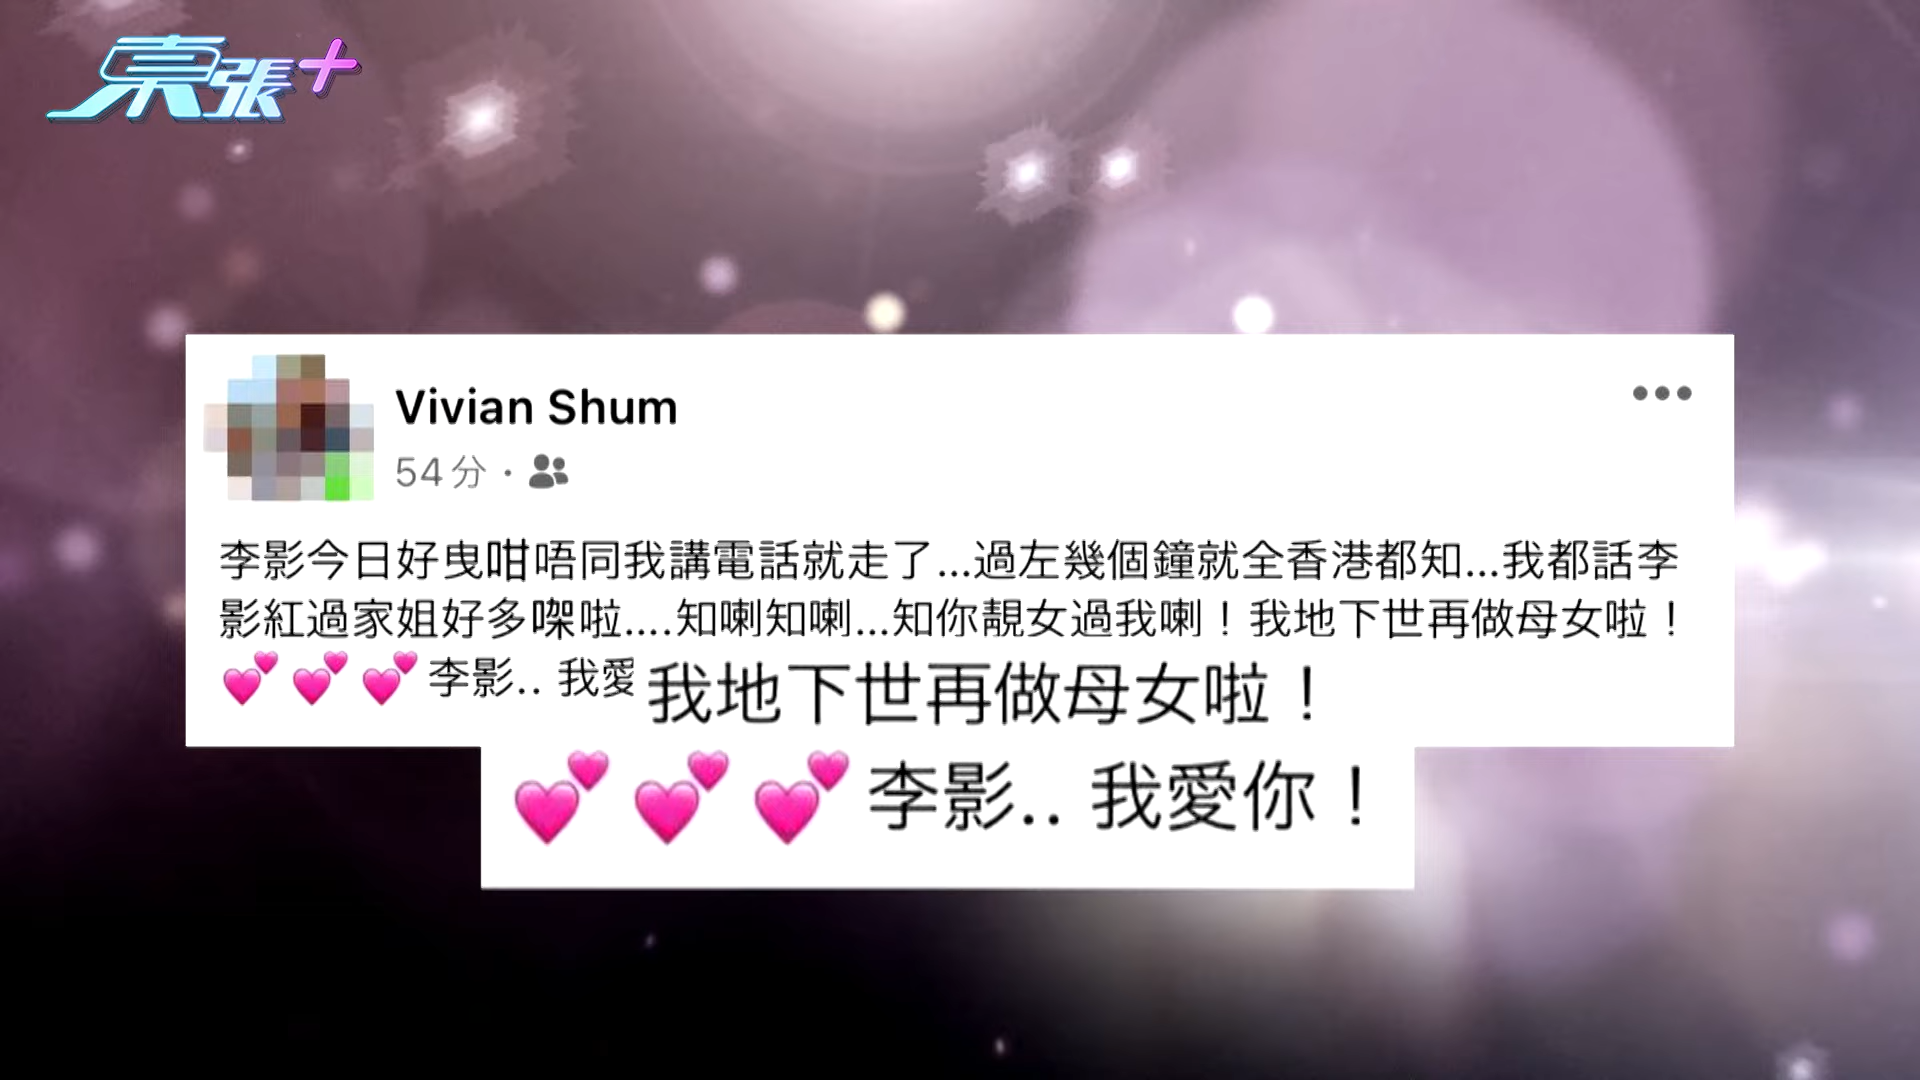 東張+
Vivian Shum
54分 ·
李影今日好曳咁唔同我講電話就走了...過左幾個鐘就全香港都知...我都話李
影紅過家姐好多㗎啦....知喇知喇...知你靚女過我喇！我地下世再做母女啦！
💕 💕 💕 李影.. 我愛
我地下世再做母女啦！
💕 💕 💕 李影.. 我愛你！